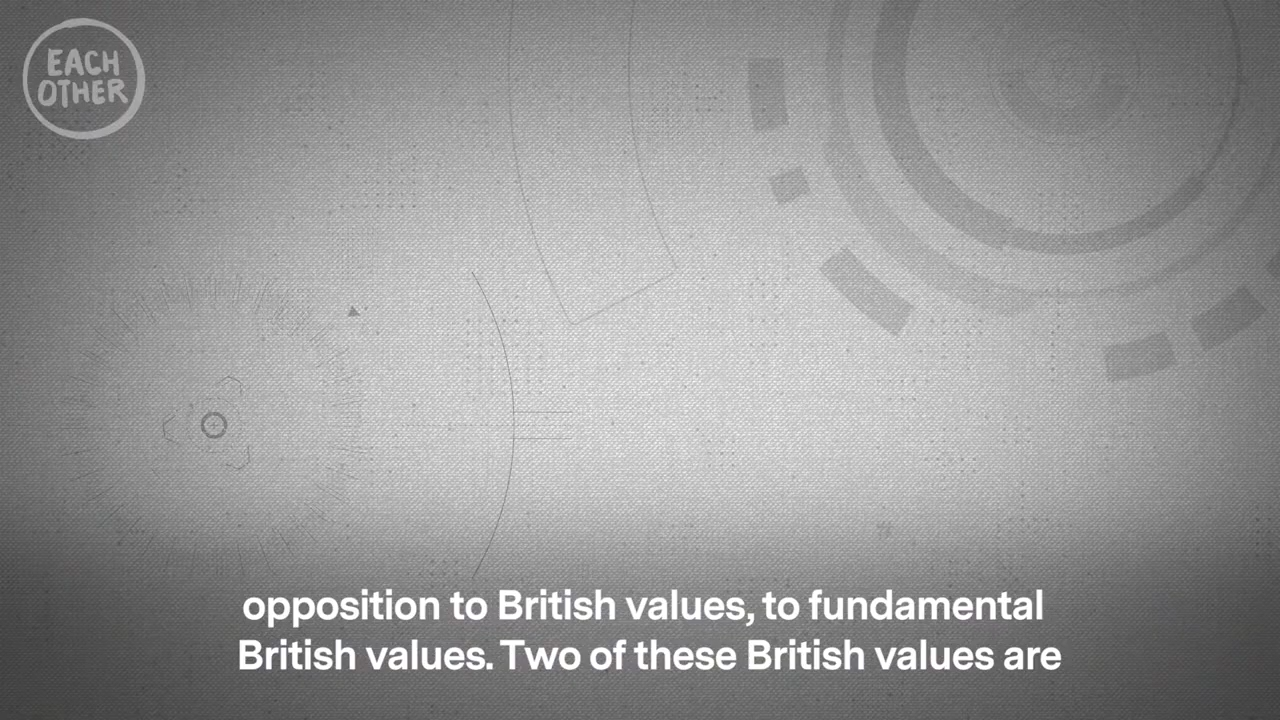 EACH
OTHER
opposition to British values, to fundamental
British values. Two of these British values are